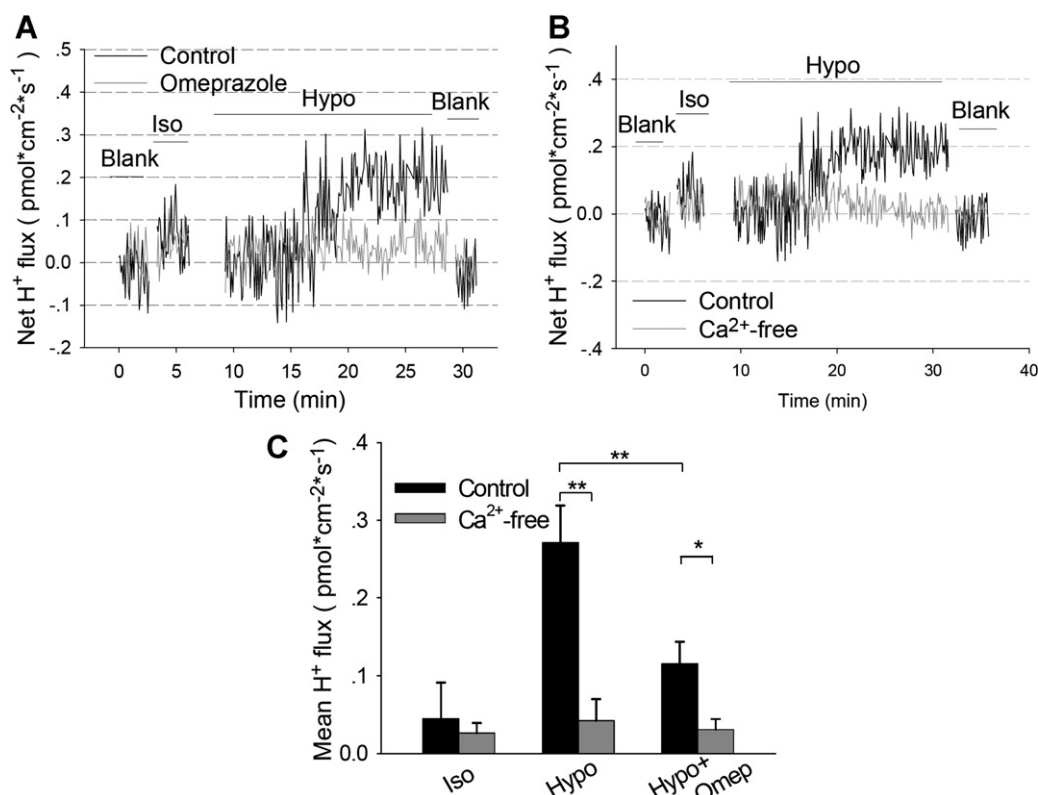 A
Net H⁺ flux ( pmol*cm⁻²*s⁻¹)
.5
.4
.3
.2
.1
0.0
-.1
-.2
Control
Omeprazole
Blank
Iso
Hypo
Blank
0 5 10 15 20 25 30
Time (min)
B
Net H⁺ flux ( pmol*cm⁻²*s⁻¹)
.4
.2
0.0
-.2
-.4
Blank
Iso
Hypo
Blank
Control
Ca²⁺-free
0 10 20 30 40
Time (min)
C
Mean H⁺ flux ( pmol*cm⁻²*s⁻¹)
.4
.3
.2
.1
0.0
Control
Ca²⁺-free
**
**
*
Iso
Hypo
Hypo+
Omep